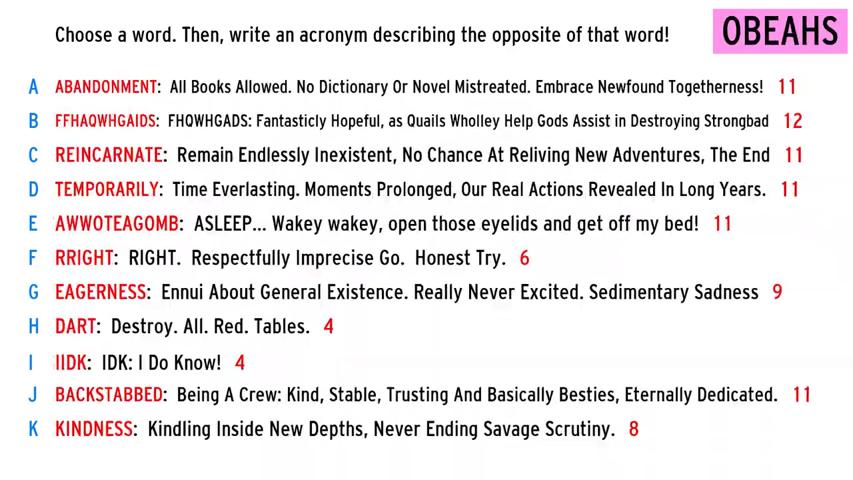 Choose a word. Then, write an acronym describing the opposite of that word!
OBEAHS
A ABANDONMENT: All Books Allowed. No Dictionary Or Novel Mistreated. Embrace Newfound Togetherness! 11
B FFHAQWHGAIDS: FHQWHGADS: Fantasticly Hopeful, as Quails Wholley Help Gods Assist in Destroying Strongbad 12
C REINCARNATE: Remain Endlessly Inexistent, No Chance At Reliving New Adventures, The End 11
D TEMPORARILY: Time Everlasting. Moments Prolonged, Our Real Actions Revealed In Long Years. 11
E AWWOTEAGOMB: ASLEEP... Wakey wakey, open those eyelids and get off my bed! 11
F RRIGHT: RIGHT. Respectfully Imprecise Go. Honest Try. 6
G EAGERNESS: Ennui About General Existence. Really Never Excited. Sedimentary Sadness 9
H DART: Destroy. All. Red. Tables. 4
I IIDK: IDK: I Do Know! 4
J BACKSTABBED: Being A Crew: Kind, Stable, Trusting And Basically Besties, Eternally Dedicated. 11
K KINDNESS: Kindling Inside New Depths, Never Ending Savage Scrutiny. 8